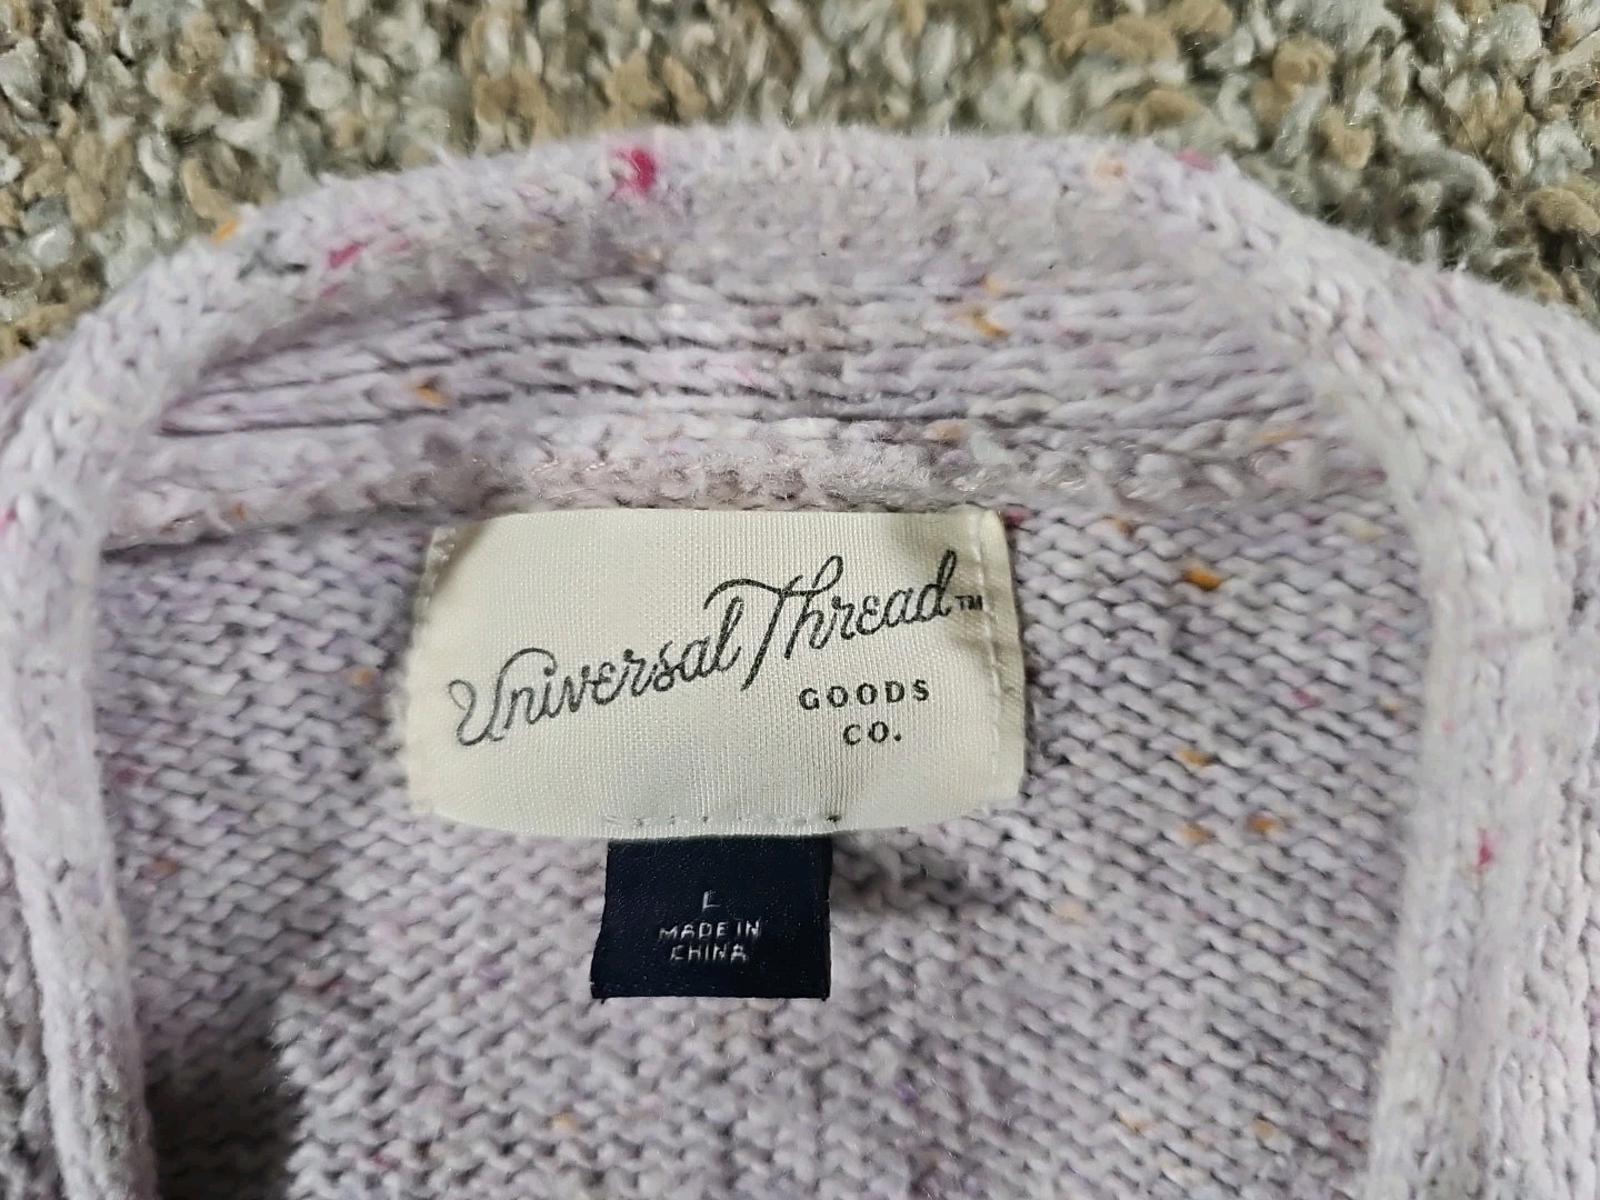 Universal Thread™
GOODS
CO.
L
MADE IN
CHINA